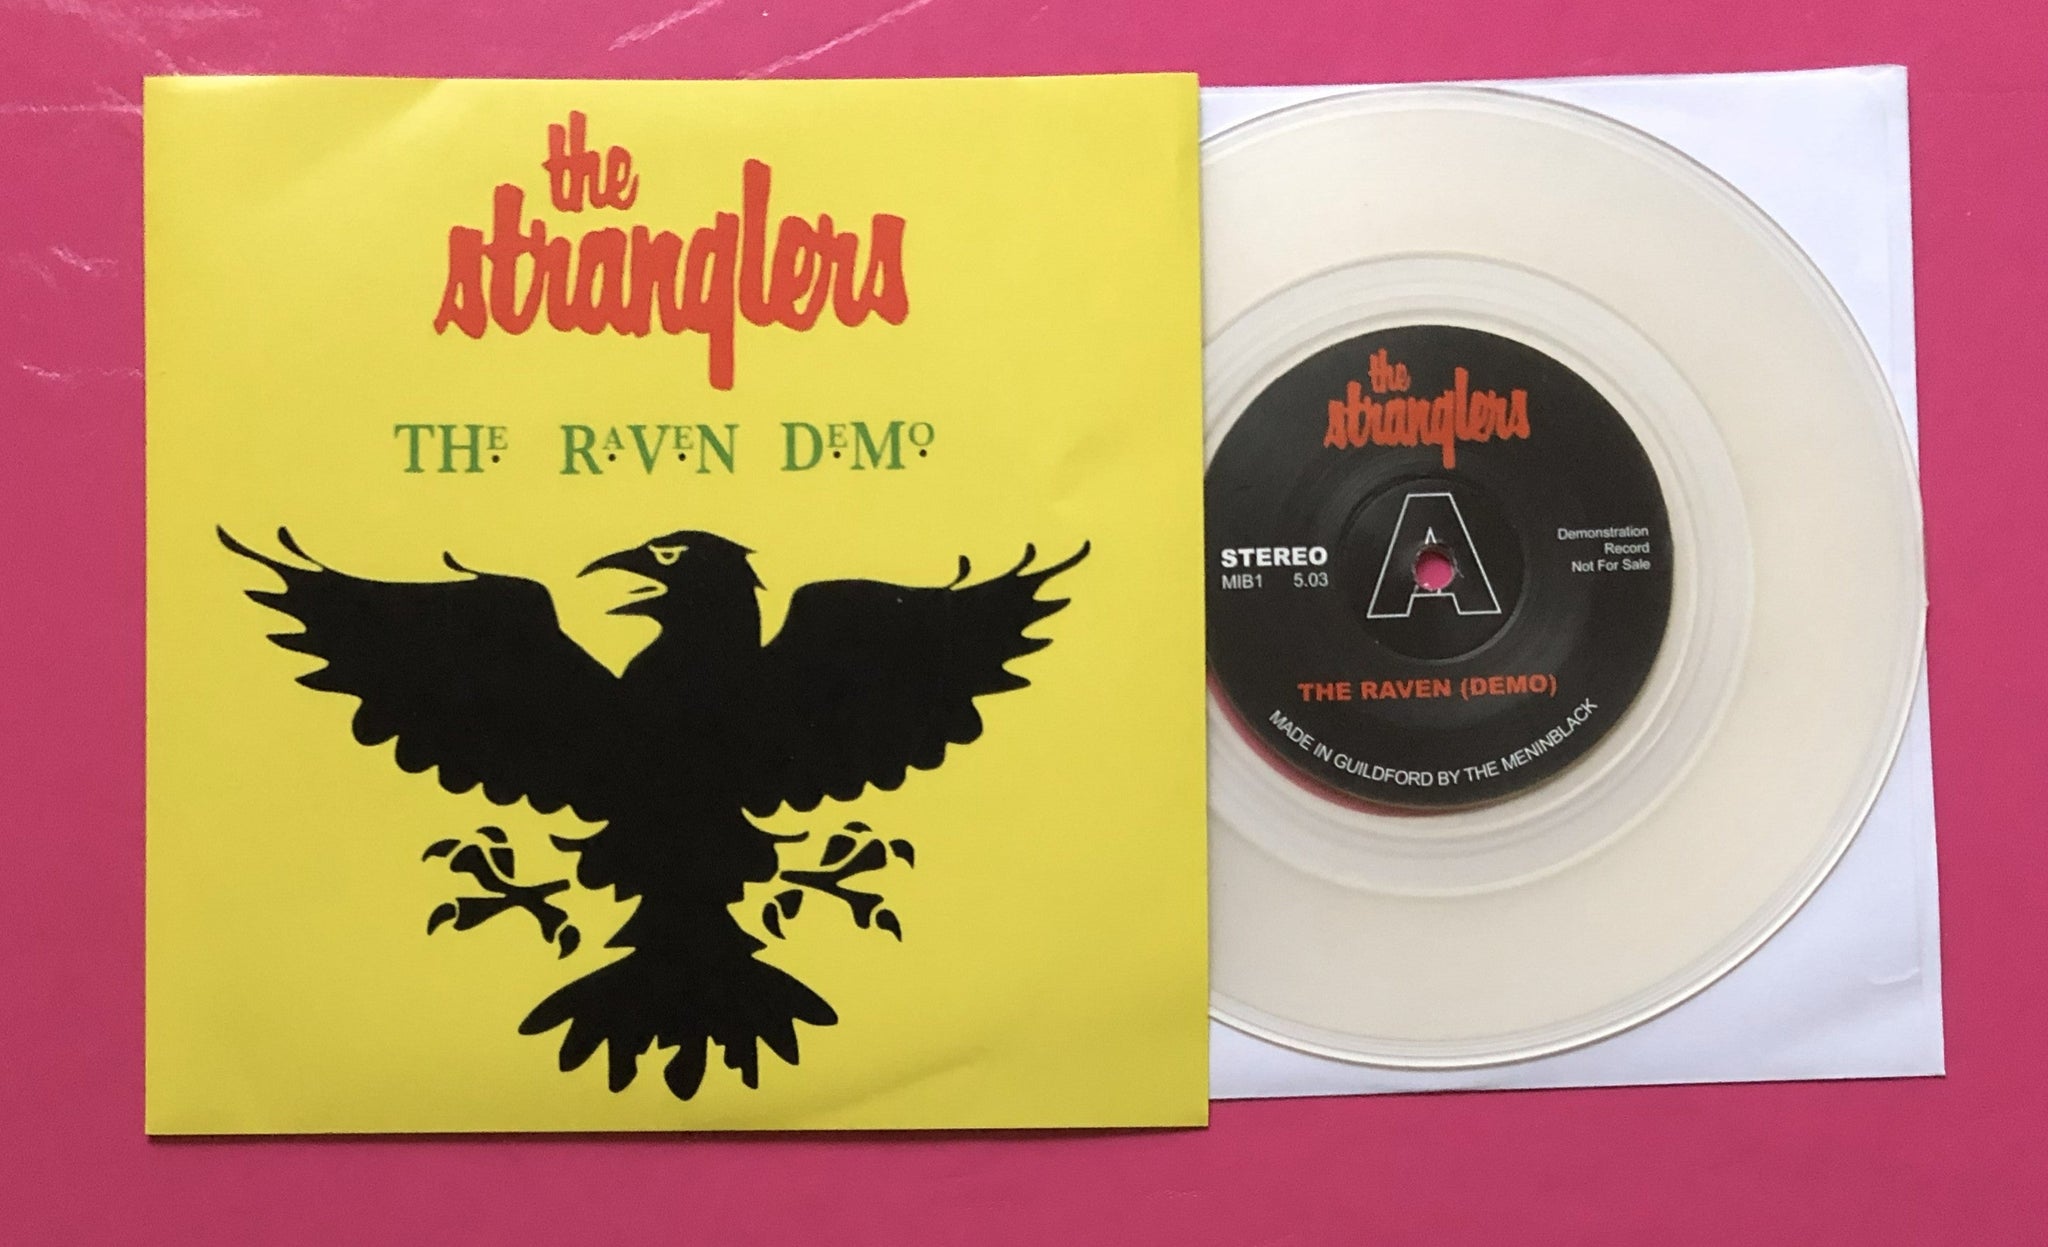 the
stranglers
THE RAVEN DEMO
the
stranglers
A
STEREO
MIB1 5.03
Demonstration
Record
Not For Sale
THE RAVEN (DEMO)
MADE IN GUILDFORD BY THE MENINBLACK